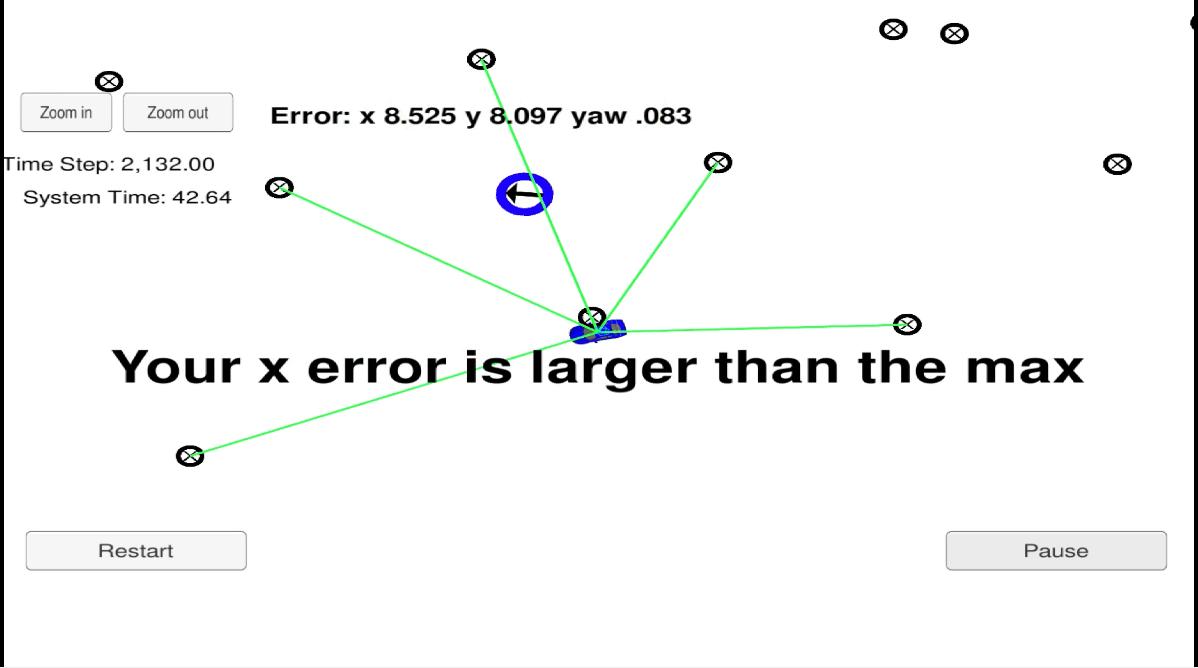 Zoom in
Zoom out
Error: x 8.525 y 8.097 yaw .083
Time Step: 2,132.00
System Time: 42.64
Your x error is larger than the max
Restart
Pause